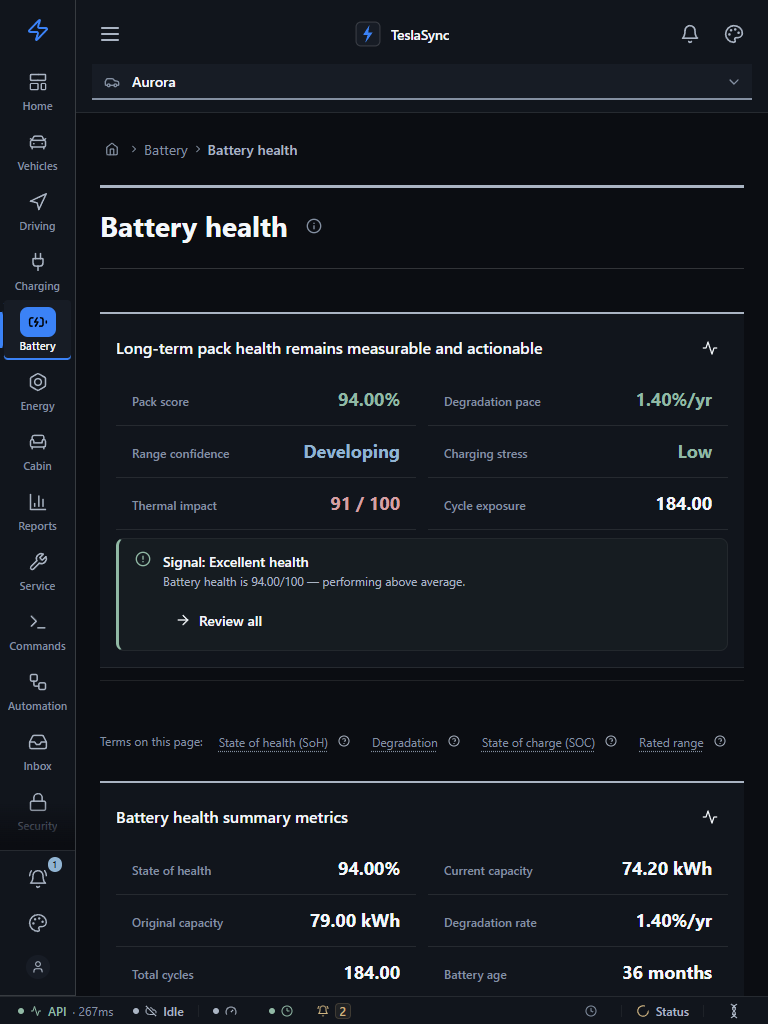 TeslaSync
Aurora
Home
Vehicles
Driving
Charging
Battery
Energy
Cabin
Reports
Service
Commands
Automation
Inbox
Security
1
Battery
Battery health
Battery health
Long-term pack health remains measurable and actionable
Pack score 94.00%
Degradation pace 1.40%/yr
Range confidence Developing
Charging stress Low
Thermal impact 91 / 100
Cycle exposure 184.00
Signal: Excellent health
Battery health is 94.00/100 — performing above average.
Review all
Terms on this page: State of health (SoH) Degradation State of charge (SOC) Rated range
Battery health summary metrics
State of health 94.00%
Current capacity 74.20 kWh
Original capacity 79.00 kWh
Degradation rate 1.40%/yr
Total cycles 184.00
Battery age 36 months
API · 267ms Idle 2 Status